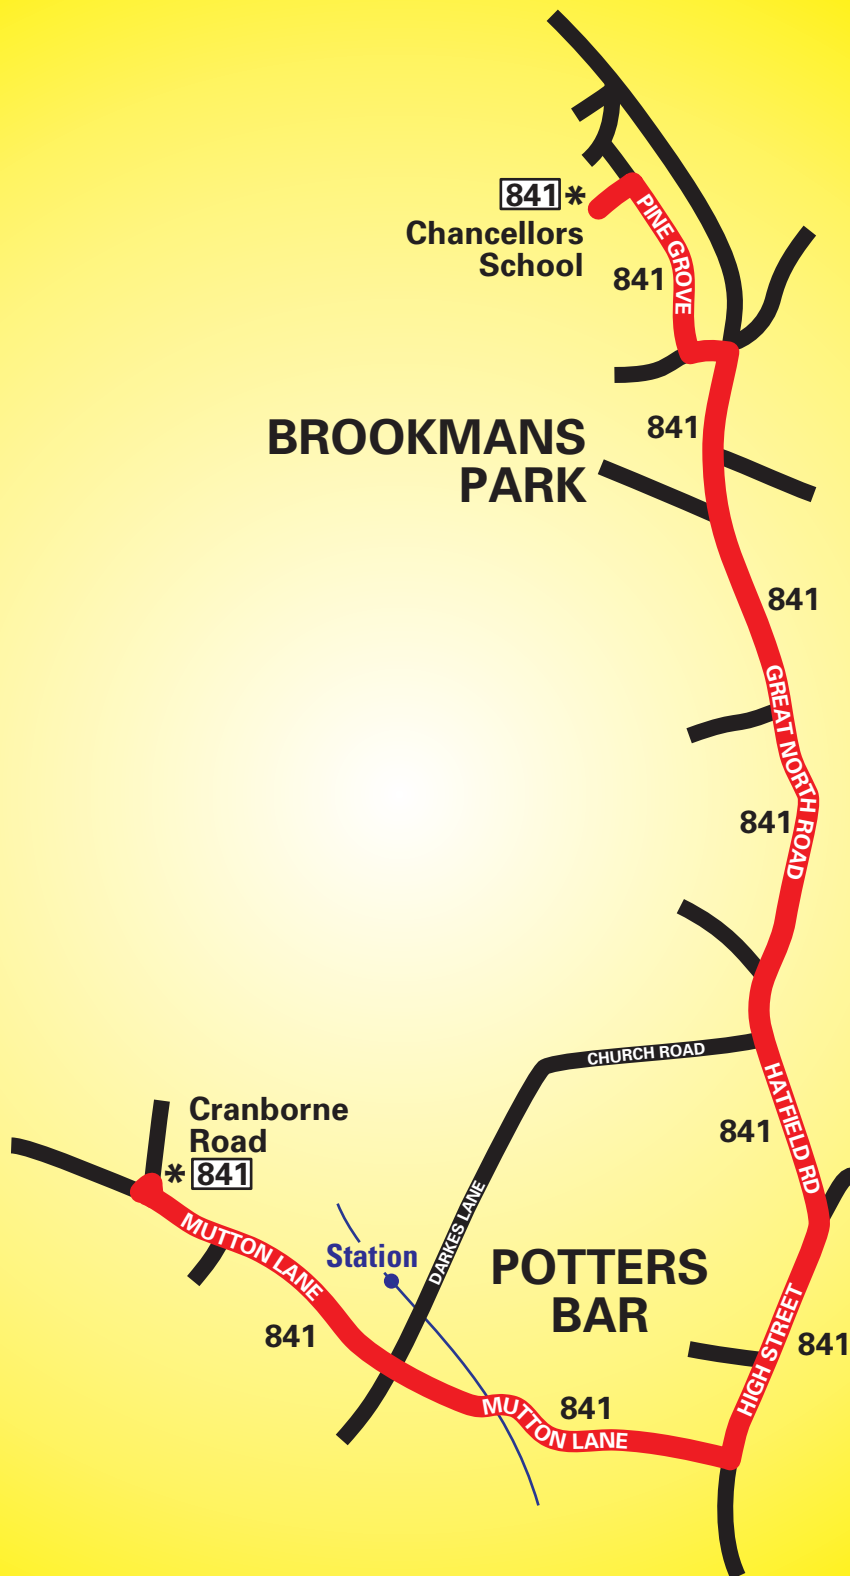 841 *
Chancellors
School
PINE GROVE
841
BROOKMANS
PARK
841
841
GREAT NORTH ROAD
841
CHURCH ROAD
HATFIELD RD
841
Cranborne
Road
* 841
MUTTON LANE
841
Station
DARKES LANE
POTTERS
BAR
HIGH STREET
841
841
MUTTON LANE